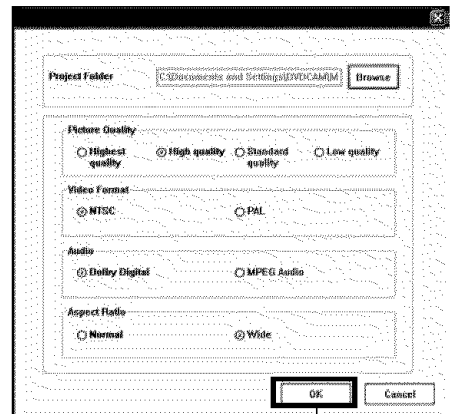 Project Folder C:\Documents and Settings\DVDCAM\M Browse
Picture Quality
Highest quality High quality Standard quality Low quality
Video Format
NTSC PAL
Audio
Dolby Digital MPEG Audio
Aspect Ratio
Normal Wide
OK Cancel